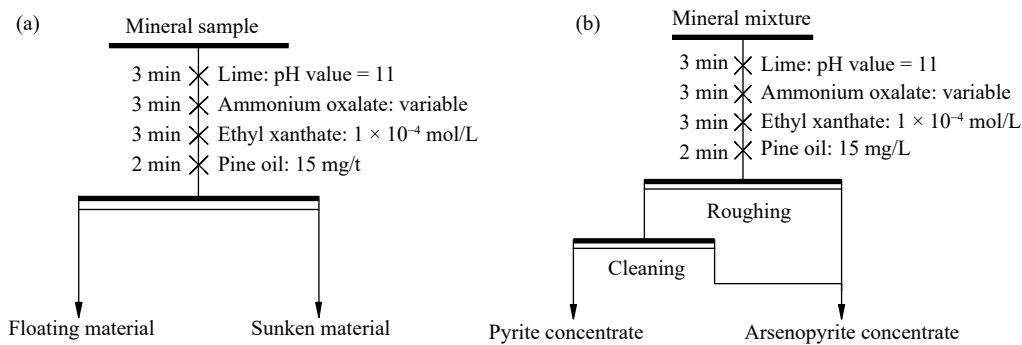 (a)
Mineral sample
3 min Lime: pH value = 11
3 min Ammonium oxalate: variable
3 min Ethyl xanthate: 1 × 10⁻⁴ mol/L
2 min Pine oil: 15 mg/t
Floating material
Sunken material
(b)
Mineral mixture
3 min Lime: pH value = 11
3 min Ammonium oxalate: variable
3 min Ethyl xanthate: 1 × 10⁻⁴ mol/L
2 min Pine oil: 15 mg/L
Roughing
Cleaning
Pyrite concentrate
Arsenopyrite concentrate